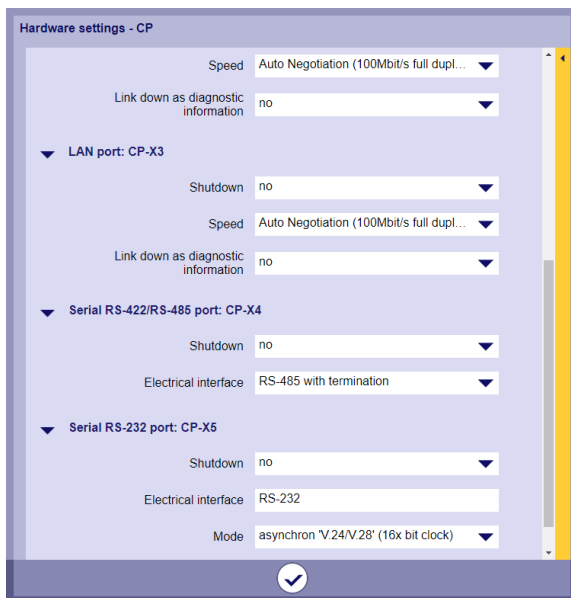 Hardware settings - CP
Speed Auto Negotiation (100Mbit/s full dupl...
Link down as diagnostic
information no
LAN port: CP-X3
Shutdown no
Speed Auto Negotiation (100Mbit/s full dupl...
Link down as diagnostic
information no
Serial RS-422/RS-485 port: CP-X4
Shutdown no
Electrical interface RS-485 with termination
Serial RS-232 port: CP-X5
Shutdown no
Electrical interface RS-232
Mode asynchron 'V.24/V.28' (16x bit clock)